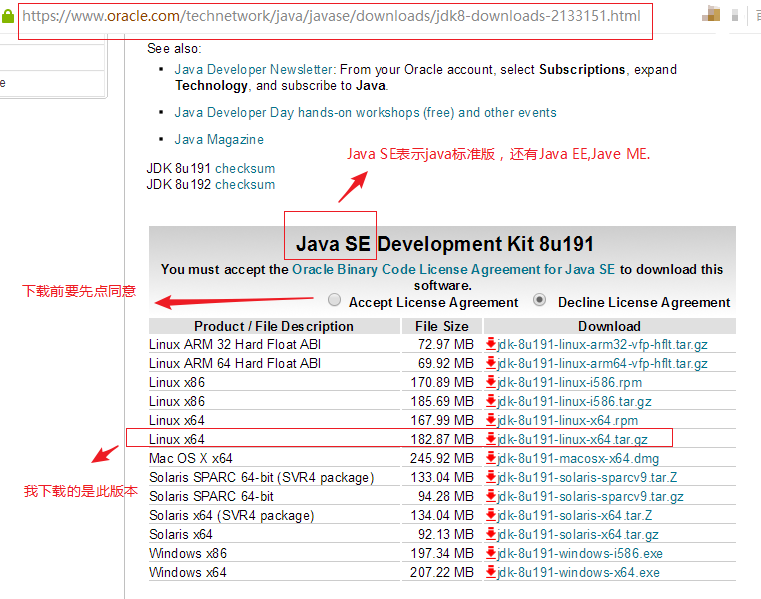 https://www.oracle.com/technetwork/java/javase/downloads/jdk8-downloads-2133151.html
e
See also:
Java Developer Newsletter: From your Oracle account, select Subscriptions, expand
Technology, and subscribe to Java.
Java Developer Day hands-on workshops (free) and other events
Java Magazine
JDK 8u191 checksum
JDK 8u192 checksum
Java SE表示java标准版，还有Java EE,Jave ME.
Java SE Development Kit 8u191
You must accept the Oracle Binary Code License Agreement for Java SE to download this
software.
下载前要先点同意
Accept License Agreement Decline License Agreement
Product / File Description File Size Download
Linux ARM 32 Hard Float ABI 72.97 MB jdk-8u191-linux-arm32-vfp-hflt.tar.gz
Linux ARM 64 Hard Float ABI 69.92 MB jdk-8u191-linux-arm64-vfp-hflt.tar.gz
Linux x86 170.89 MB jdk-8u191-linux-i586.rpm
Linux x86 185.69 MB jdk-8u191-linux-i586.tar.gz
Linux x64 167.99 MB jdk-8u191-linux-x64.rpm
Linux x64 182.87 MB jdk-8u191-linux-x64.tar.gz
Mac OS X x64 245.92 MB jdk-8u191-macosx-x64.dmg
Solaris SPARC 64-bit (SVR4 package) 133.04 MB jdk-8u191-solaris-sparcv9.tar.Z
我下载的是此版本
Solaris SPARC 64-bit 94.28 MB jdk-8u191-solaris-sparcv9.tar.gz
Solaris x64 (SVR4 package) 134.04 MB jdk-8u191-solaris-x64.tar.Z
Solaris x64 92.13 MB jdk-8u191-solaris-x64.tar.gz
Windows x86 197.34 MB jdk-8u191-windows-i586.exe
Windows x64 207.22 MB jdk-8u191-windows-x64.exe